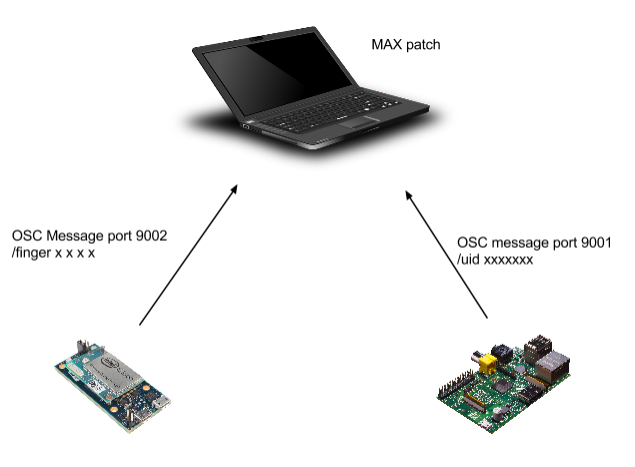 MAX patch
OSC Message port 9002
/finger x x x x
OSC message port 9001
/uid xxxxxxx